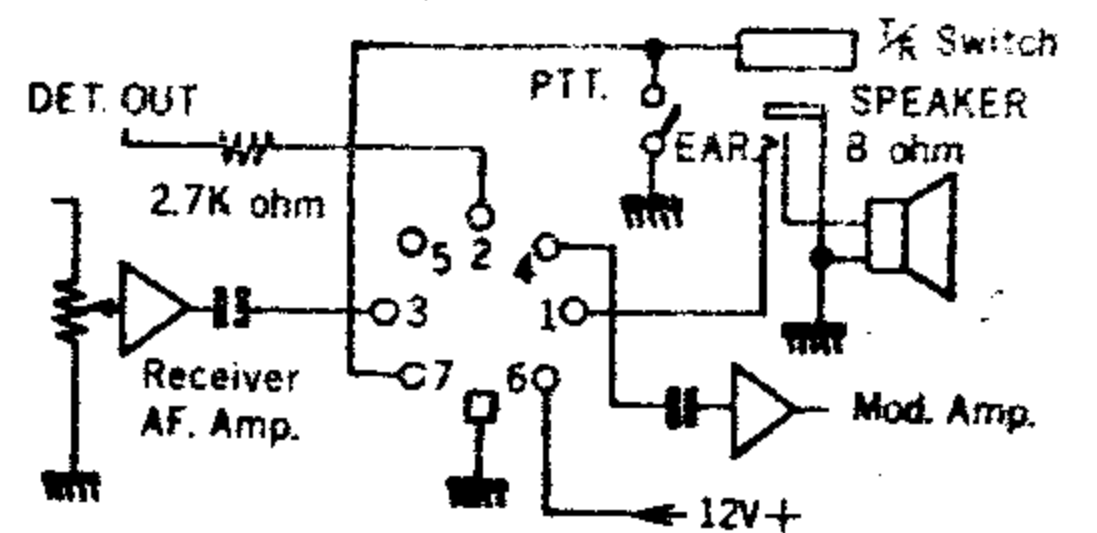 T/R Switch
PTT.
DET. OUT
SPEAKER
EAR.
8 ohm
2.7K ohm
5
2
4
3
1
7
6
Receiver
AF. Amp.
Mod. Amp.
12V+